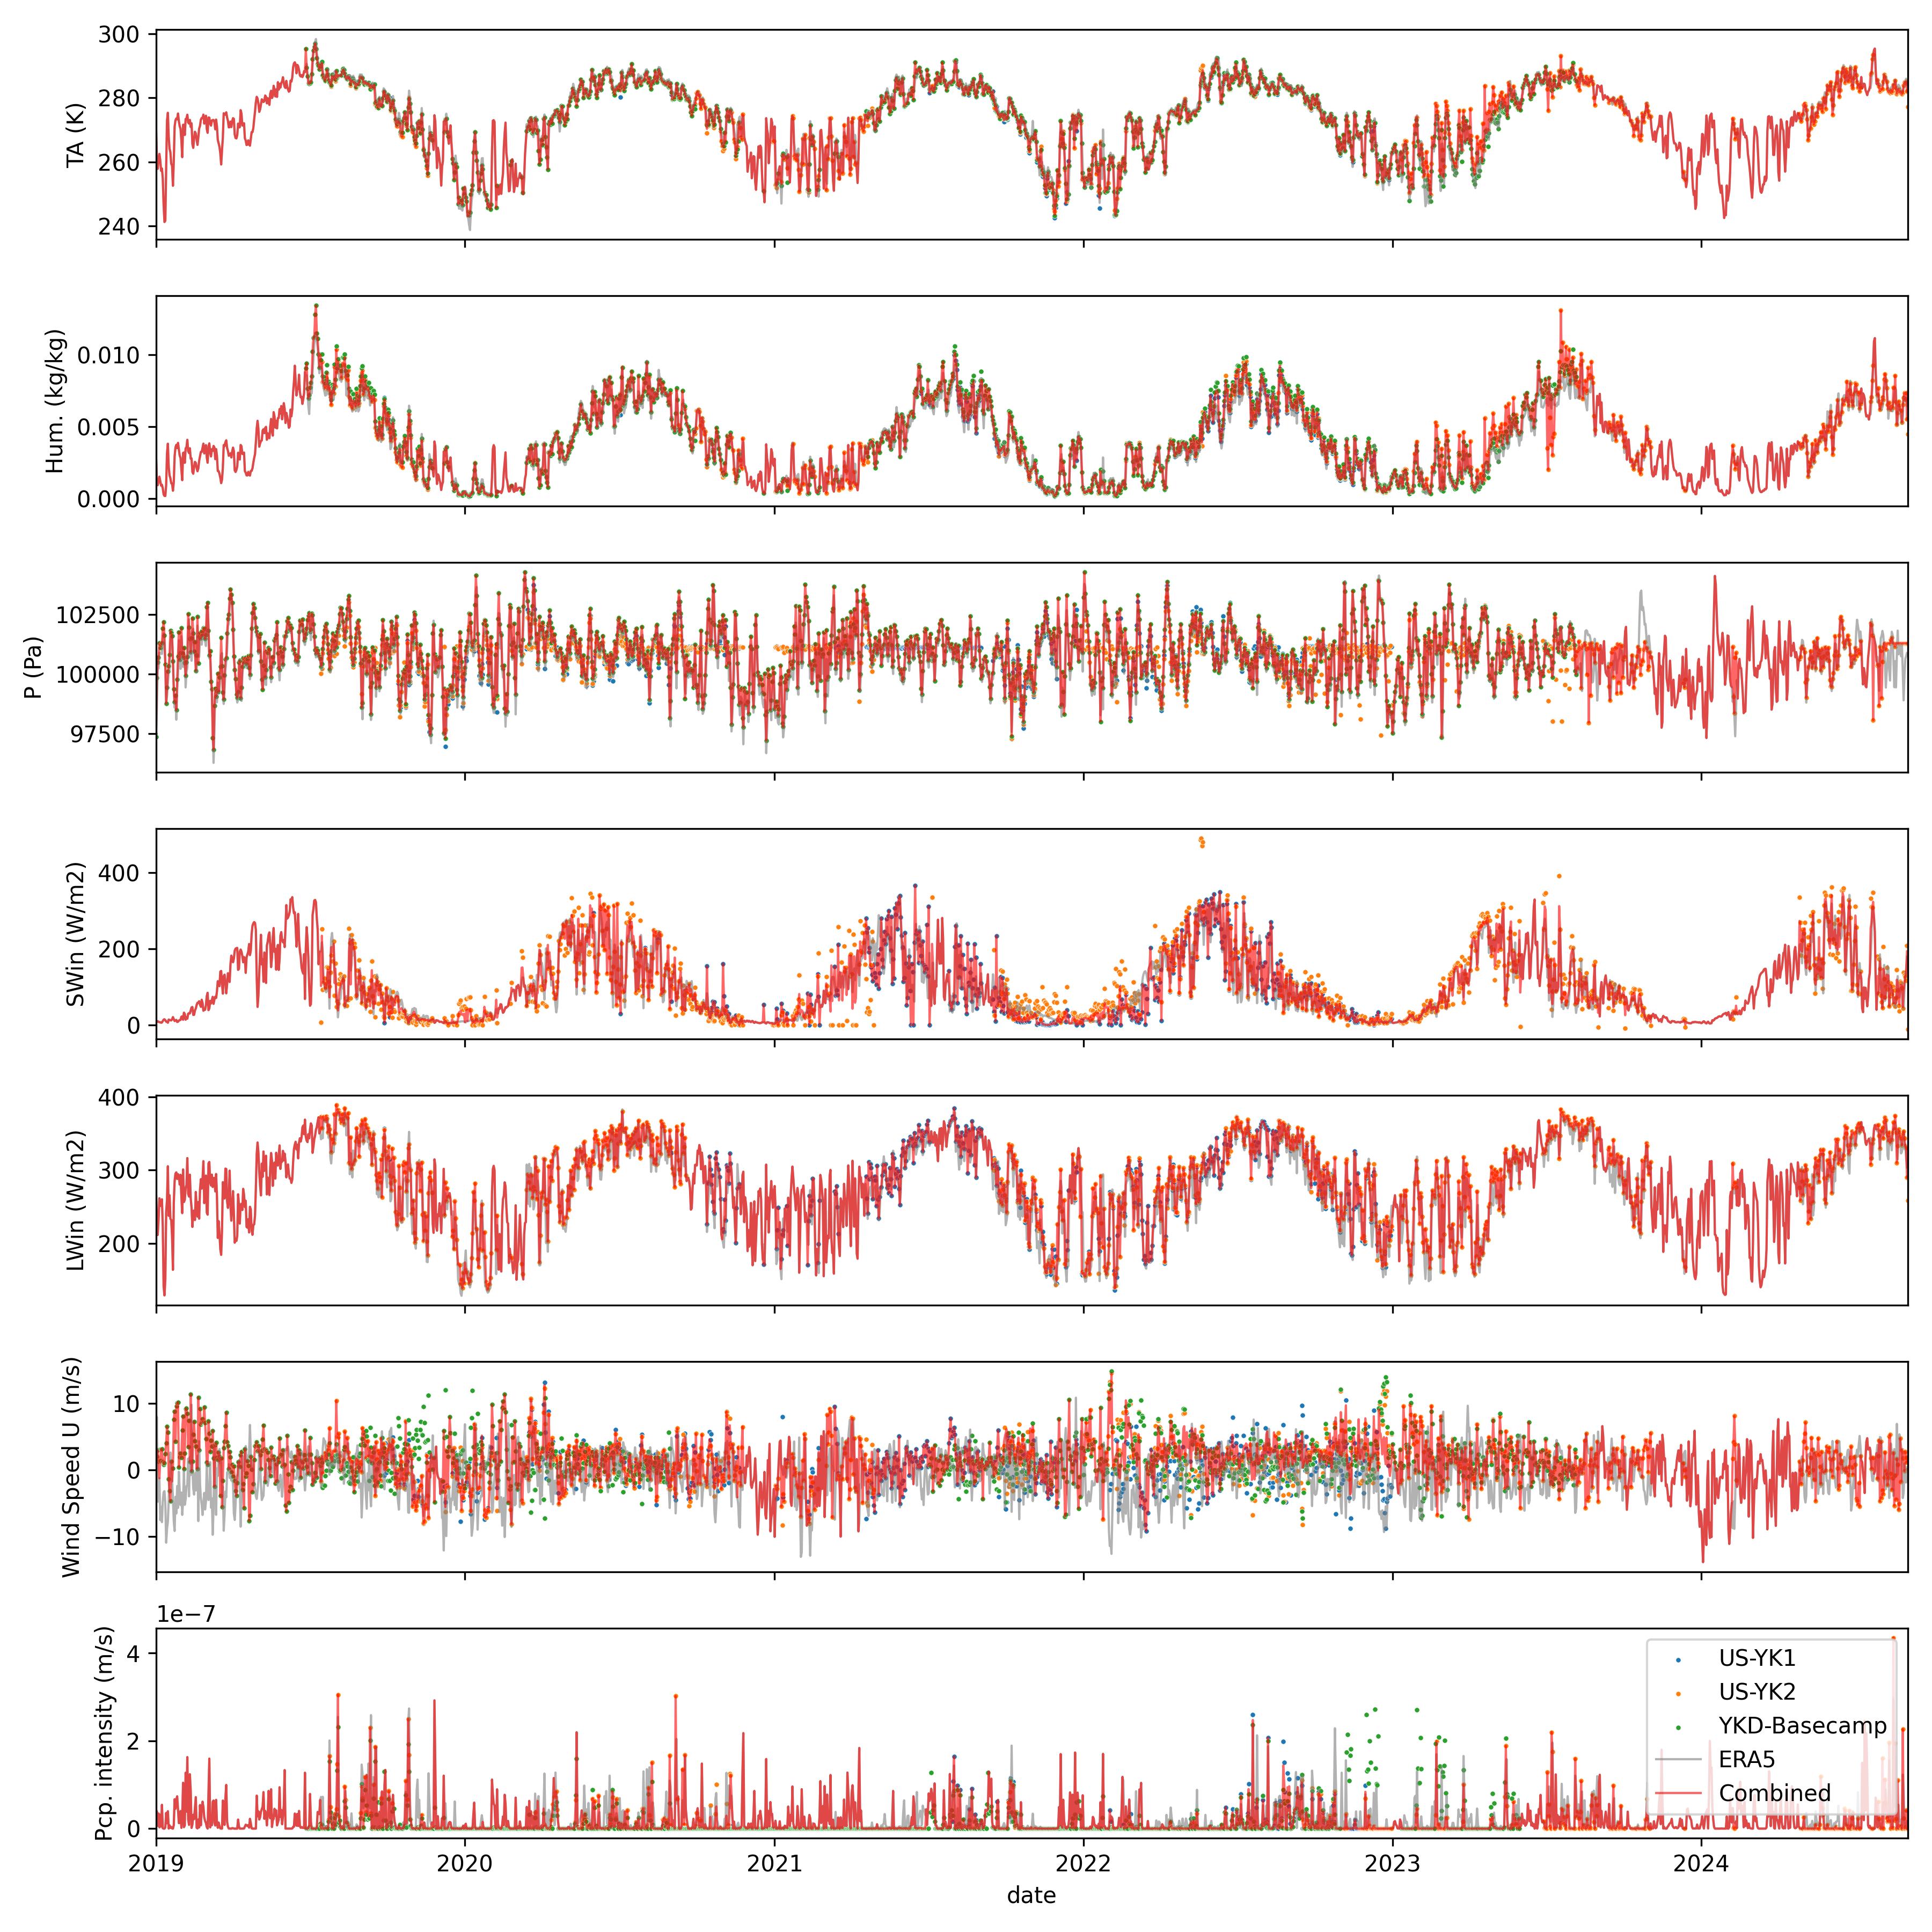 300
280
260
240
TA (K)
0.010
0.005
0.000
Hum. (kg/kg)
102500
100000
97500
P (Pa)
400
200
0
SWin (W/m2)
400
300
200
LWin (W/m2)
10
0
−10
Wind Speed U (m/s)
1e−7
4
2
0
Pcp. intensity (m/s)
US-YK1
US-YK2
YKD-Basecamp
ERA5
Combined
2019 2020 2021 2022 2023 2024
date